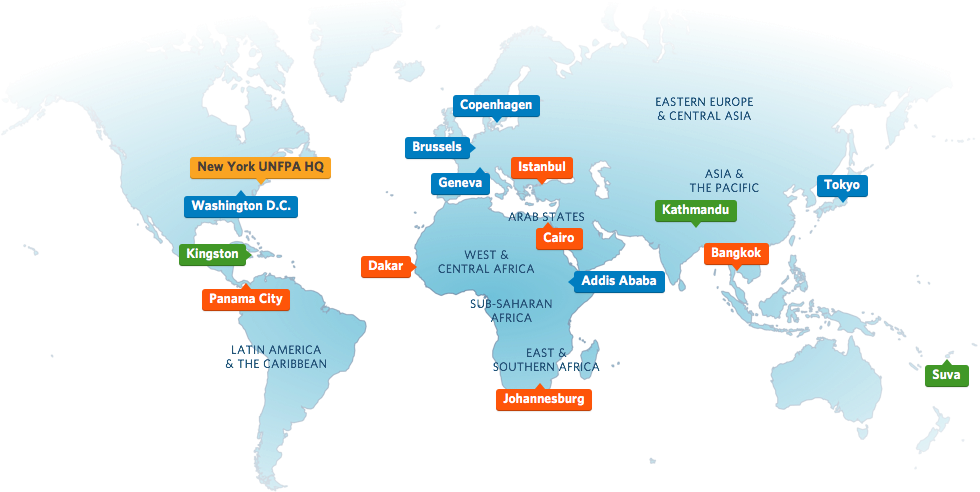 Copenhagen
EASTERN EUROPE
& CENTRAL ASIA
Brussels
New York UNFPA HQ
Istanbul
Geneva
ASIA &
THE PACIFIC
Tokyo
Washington D.C.
Kathmandu
ARAB STATES
Cairo
Kingston
Bangkok
Dakar
WEST &
CENTRAL AFRICA
Addis Ababa
Panama City
SUB-SAHARAN
AFRICA
LATIN AMERICA
& THE CARIBBEAN
EAST &
SOUTHERN AFRICA
Suva
Johannesburg